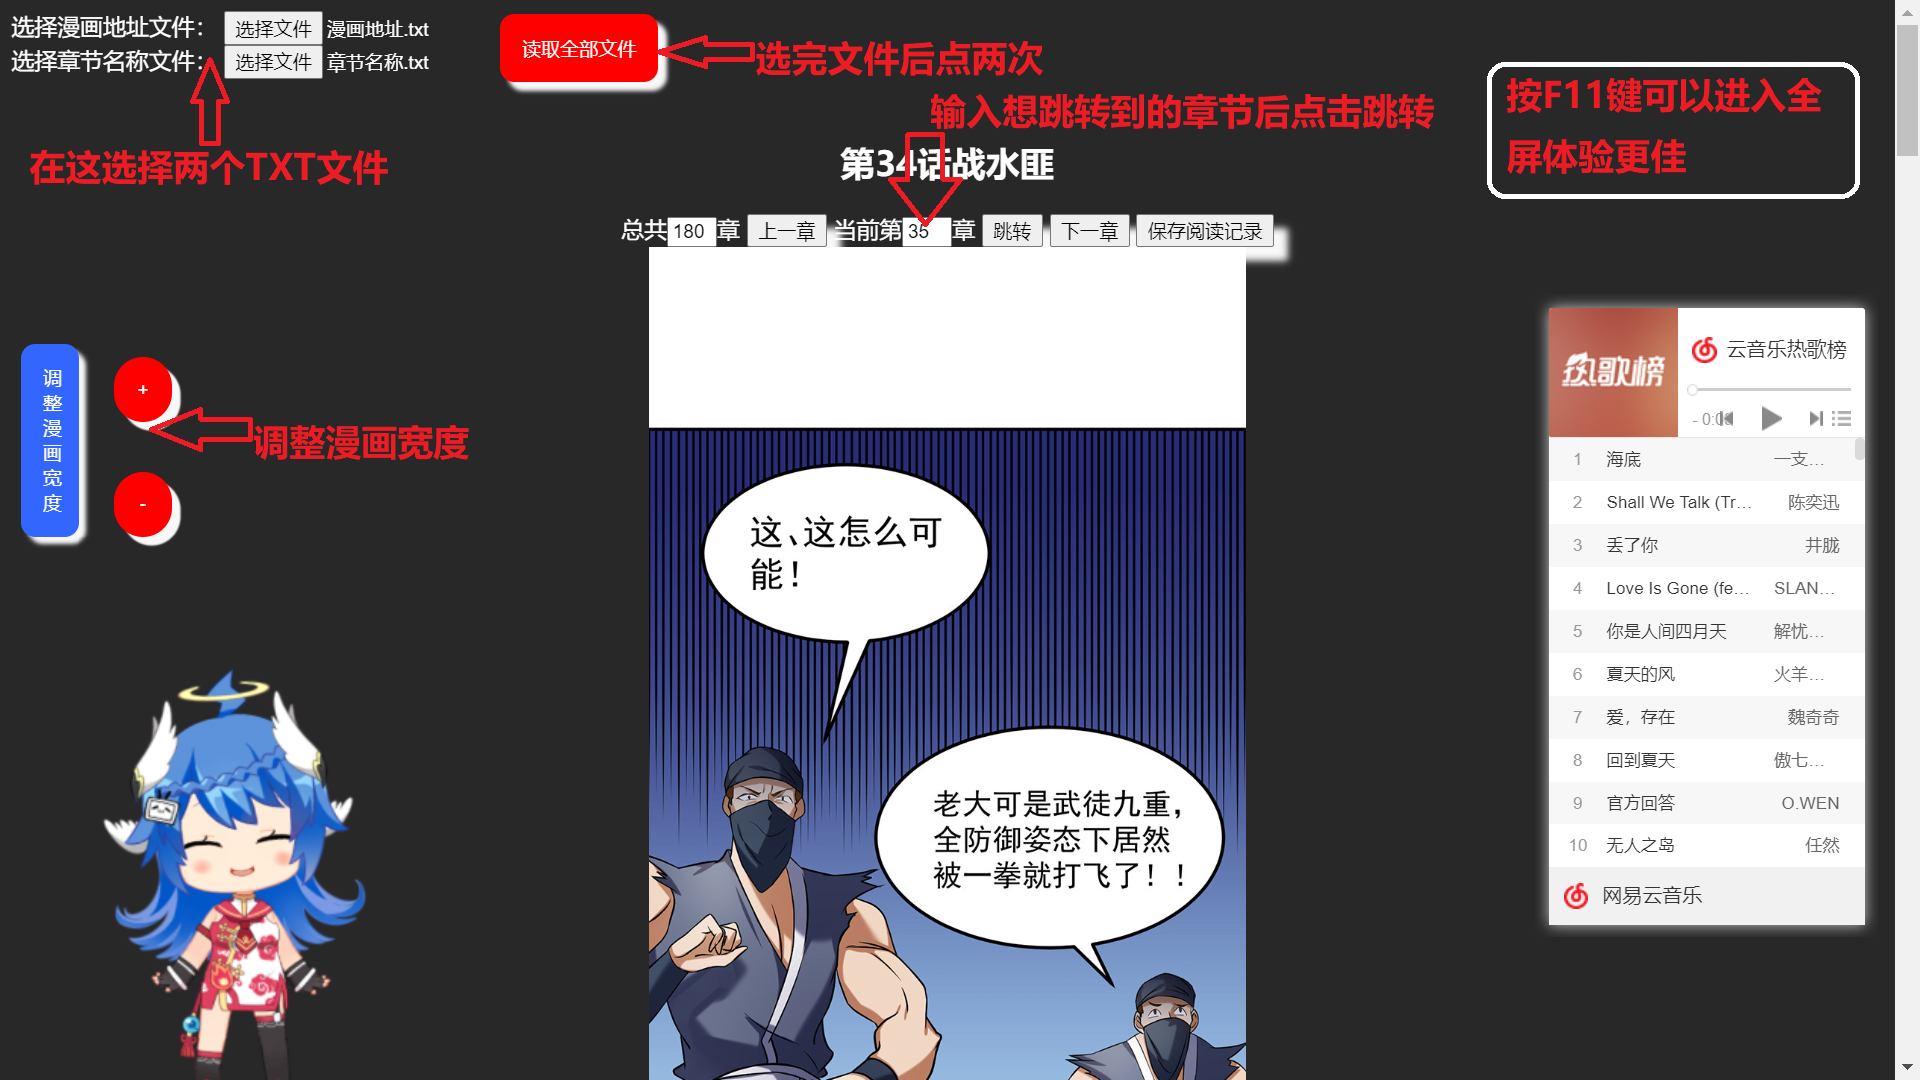 选择漫画地址文件： 选择文件 漫画地址.txt
选择章节名称文件： 选择文件 章节名称.txt
在这选择两个TXT文件
读取全部文件
选完文件后点两次
输入想跳转到的章节后点击跳转
按F11键可以进入全
屏体验更佳
第34话战水匪
总共 180 章 上一章 当前第 35 章 跳转 下一章 保存阅读记录
调
整
漫
画
宽
度
+
-
调整漫画宽度
这、这怎么可
能！
老大可是武徒九重，
全防御姿态下居然
被一拳就打飞了！！
热歌榜
云音乐热歌榜
- 0:0
1 海底 一支…
2 Shall We Talk (Tr… 陈奕迅
3 丢了你 井胧
4 Love Is Gone (fe… SLAN…
5 你是人间四月天 解忧…
6 夏天的风 火羊…
7 爱，存在 魏奇奇
8 回到夏天 傲七…
9 官方回答 O.WEN
10 无人之岛 任然
网易云音乐